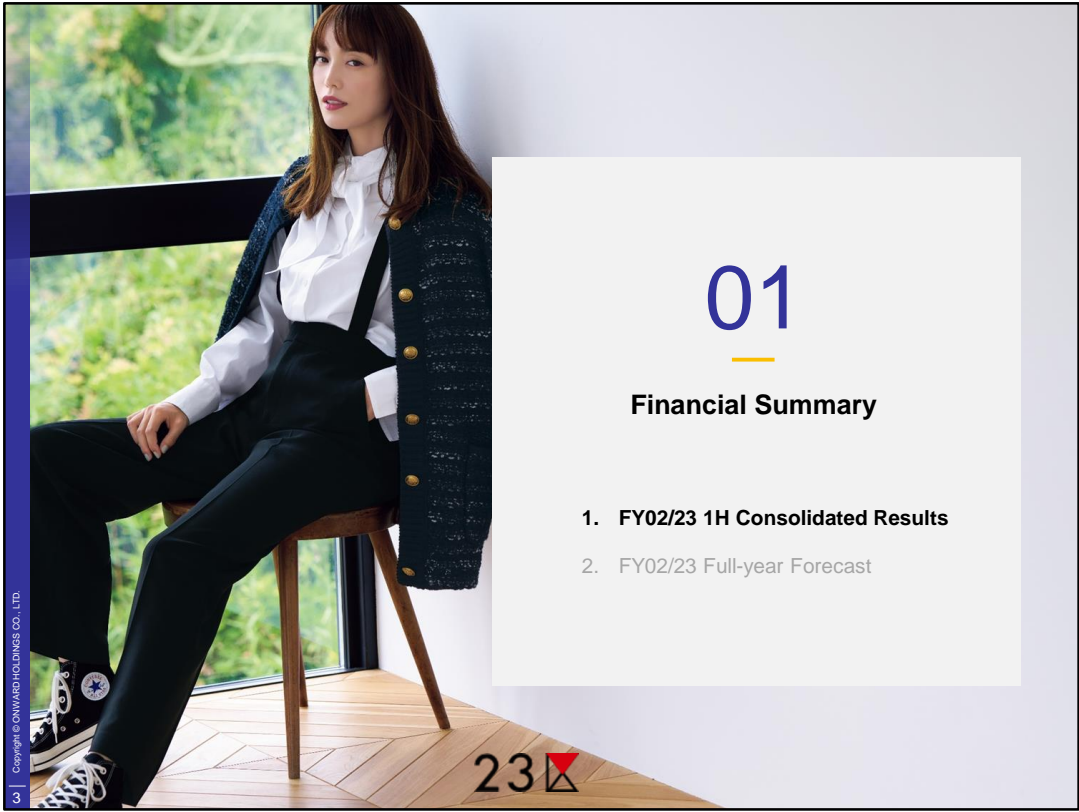 01
Financial Summary
1. FY02/23 1H Consolidated Results
2. FY02/23 Full-year Forecast
23区
Copyright © ONWARD HOLDINGS CO., LTD.
3